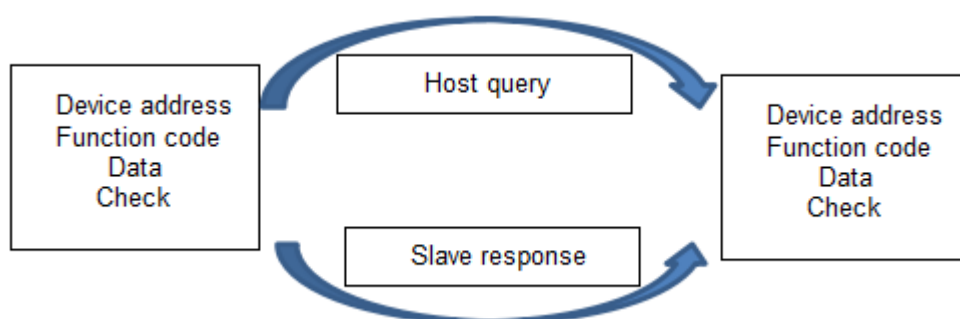 Device address
Function code
Data
Check
Host query
Slave response
Device address
Function code
Data
Check